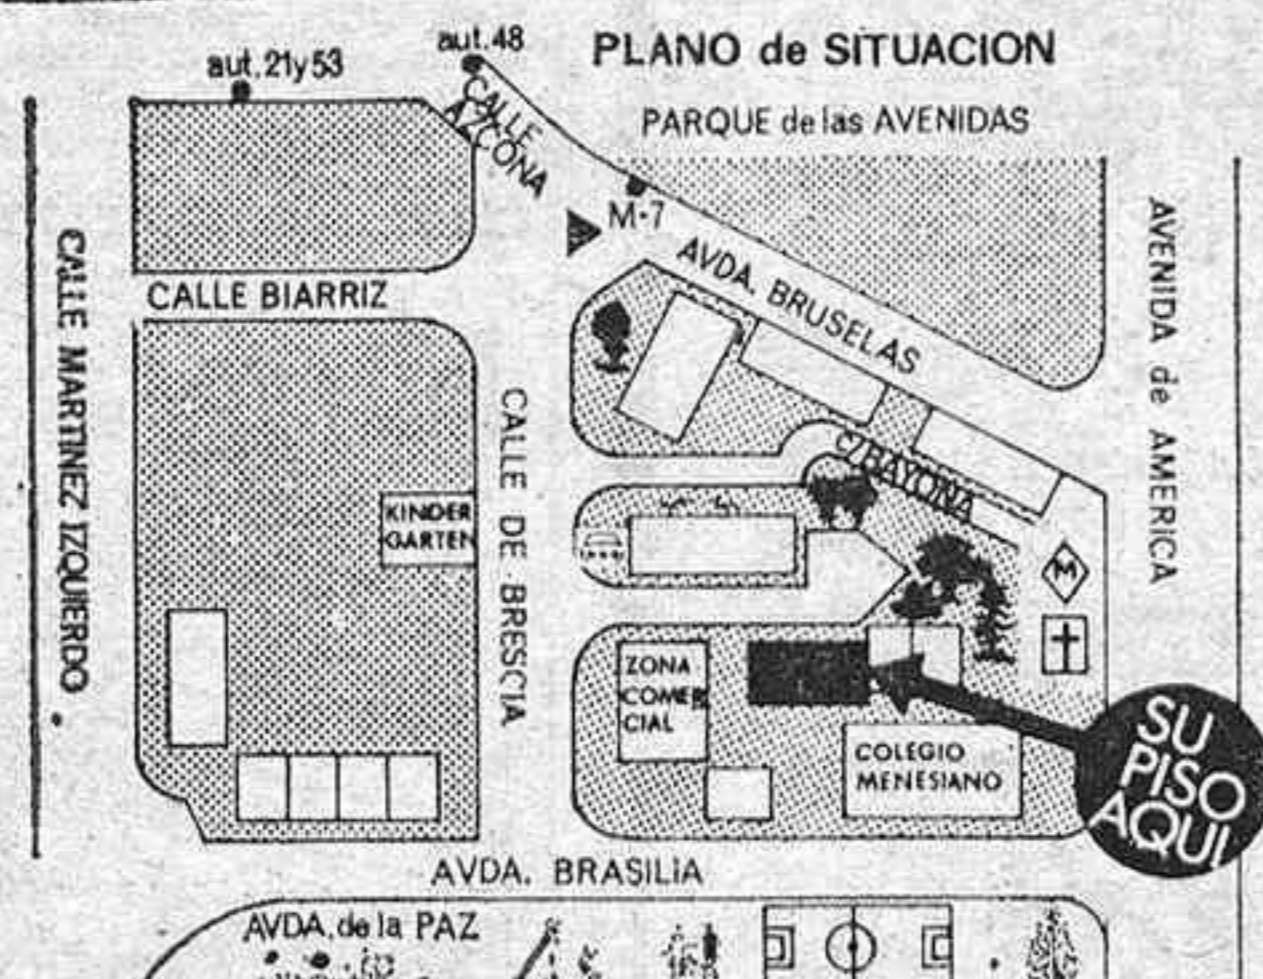 aut. 48
PLANO de SITUACION
aut. 21y53
PARQUE de las AVENIDAS
CALLE
AZCONA
M-7
AVDA. BRUSELAS
AVENIDA de AMERICA
CALLE MARTINEZ IZQUIERDO
CALLE BIARRIZ
CALLE DE BRESCIA
C/ BAYONA
KINDER
GARTEN
M
ZONA
COMER
CIAL
COLEGIO
MENESIANO
SU
PISO
AQUI
AVDA. BRASILIA
AVDA. de la PAZ